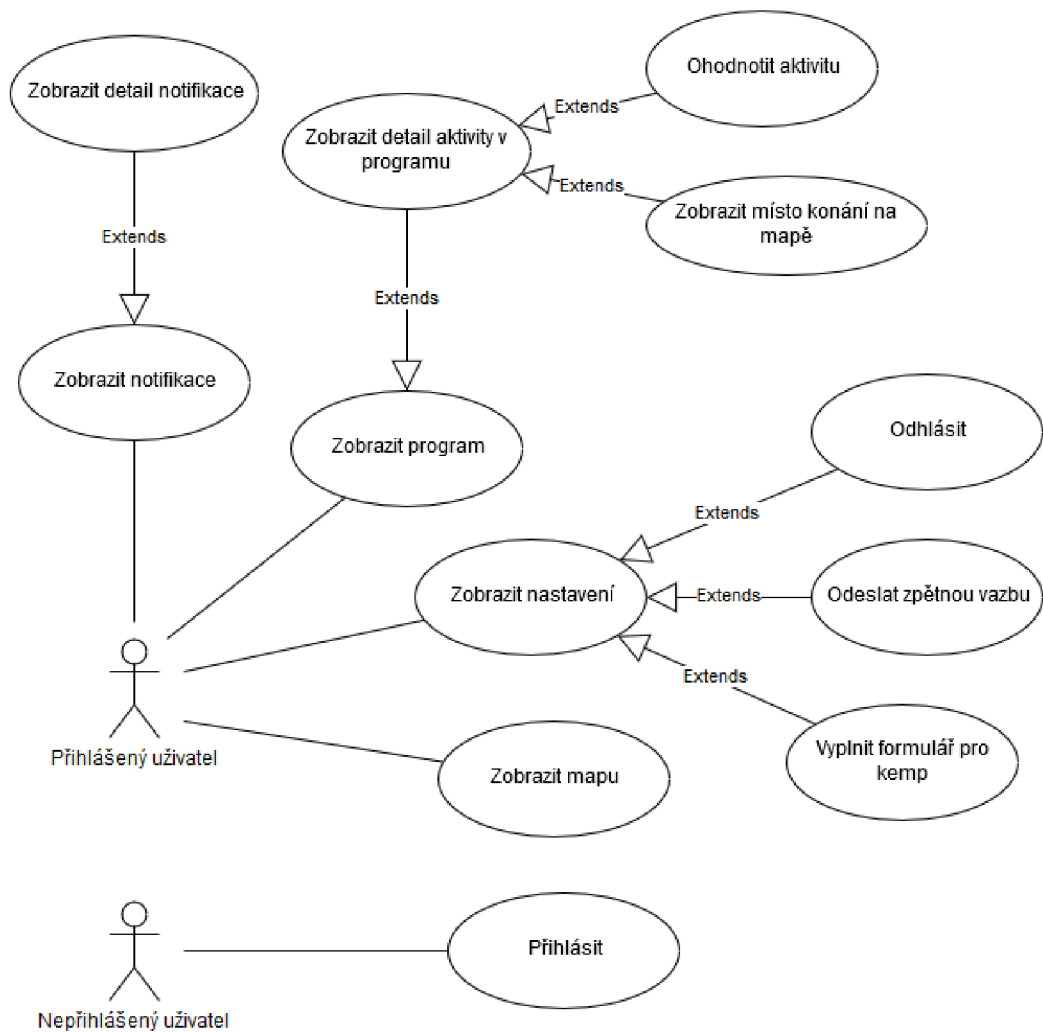 Ohodnotit aktivitu
Zobrazit detail notifikace
Extends
Zobrazit detail aktivity v
programu
Extends
Zobrazit místo konání na
mapě
Extends
Extends
Zobrazit notifikace
Zobrazit program
Odhlásit
Extends
Zobrazit nastavení
Extends
Odeslat zpětnou vazbu
Extends
Přihlášený uživatel
Zobrazit mapu
Vyplnit formulář pro
kemp
Přihlásit
Nepřihlášený uživatel